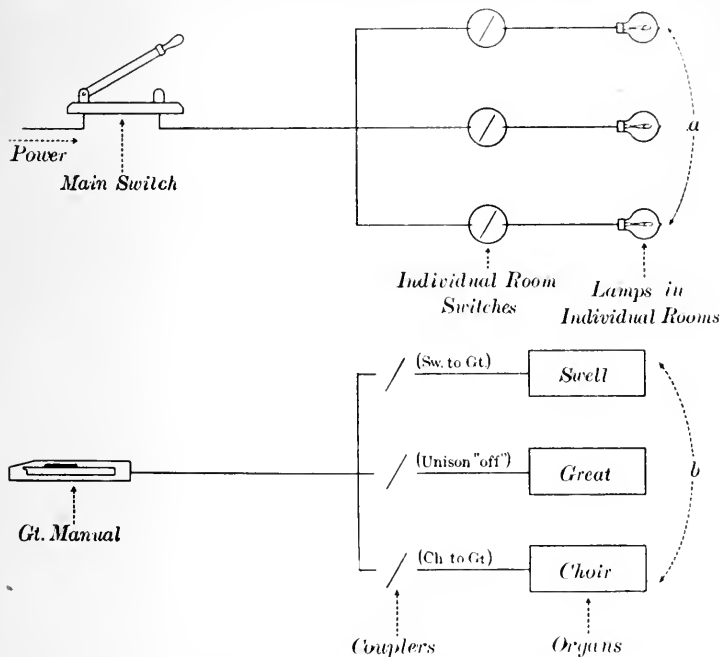 a
Power
Main Switch
Individual Room
Switches
Lamps in
Individual Rooms
(Sw. to Gt.)
Swell
(Unison "off")
Great
b
Gt. Manual
(Ch to Gt)
Choir
Couplers
Organs